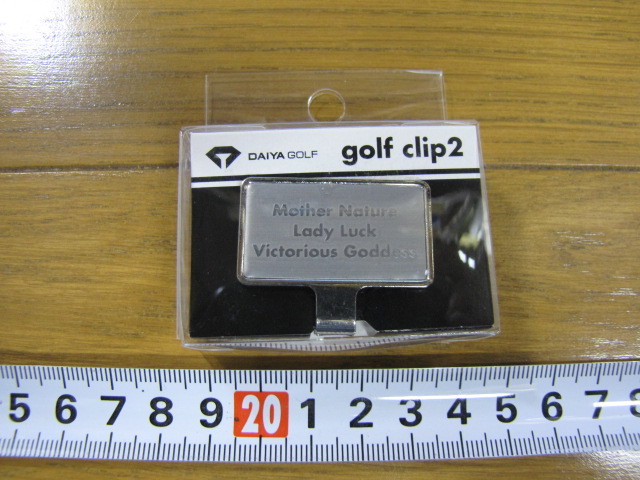 DAIYA GOLF golf clip2
Mother Nature
Lady Luck
Victorious Goddess
5 6 7 8 9 20 1 2 3 4 5 6 7 8